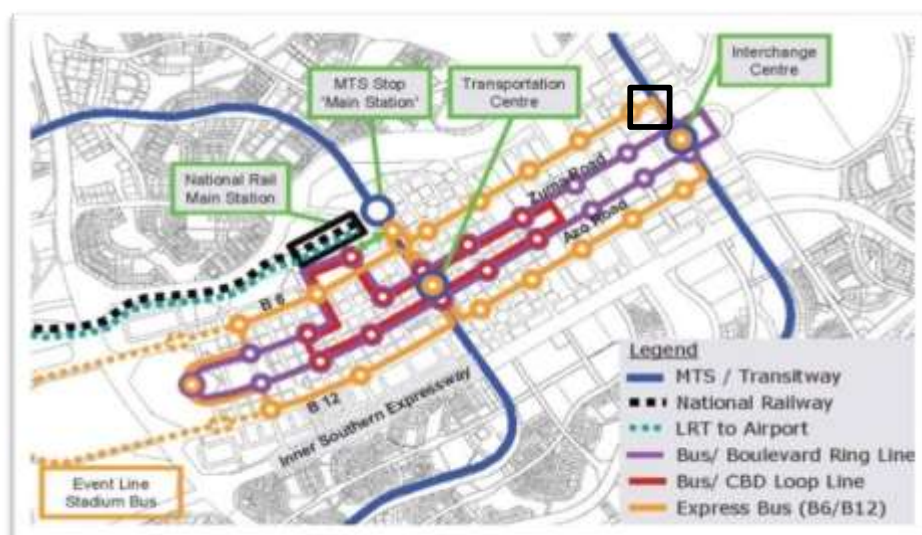 Interchange
Centre
MTS Stop
'Main Station'
Transportation
Centre
National Rail
Main Station
Zuma Road
Azo Road
B 6
B 12
Inner Southern Expressway
Event Line
Stadium Bus
Legend
MTS / Transitway
National Railway
LRT to Airport
Bus/ Boulevard Ring Line
Bus/ CBD Loop Line
Express Bus (B6/B12)